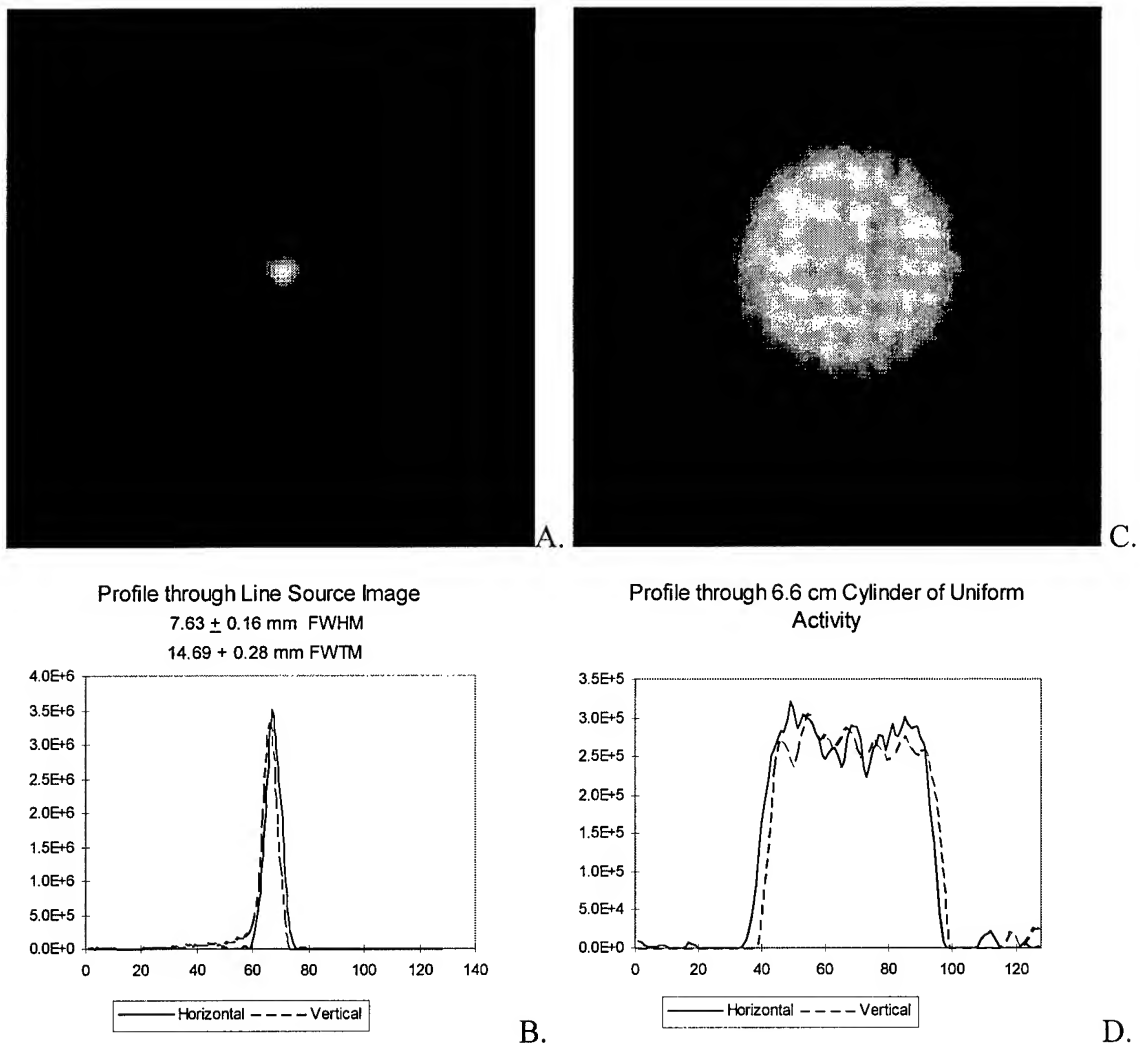 A.
C.
Profile through Line Source Image
7.63 ± 0.16 mm FWHM
14.69 + 0.28 mm FWTM
4.0E+6
3.5E+6
3.0E+6
2.5E+6
2.0E+6
1.5E+6
1.0E+6
5.0E+5
0.0E+0
0 20 40 60 80 100 120 140
Horizontal Vertical
B.
Profile through 6.6 cm Cylinder of Uniform
Activity
3.5E+5
3.0E+5
2.5E+5
2.0E+5
1.5E+5
1.0E+5
5.0E+4
0.0E+0
0 20 40 60 80 100 120
Horizontal Vertical
D.